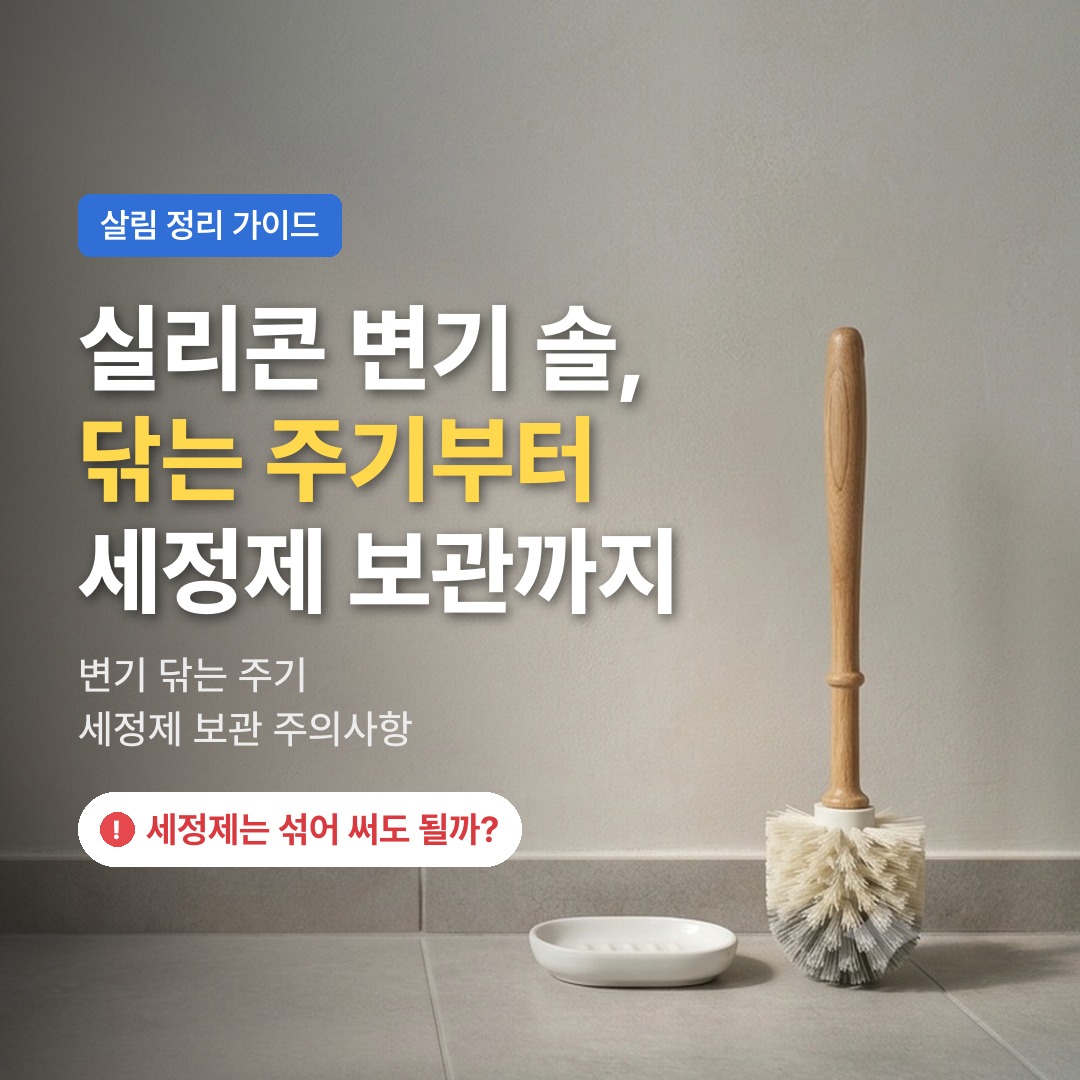 살림 정리 가이드
실리콘 변기 솔,
닦는 주기부터
세정제 보관까지
변기 닦는 주기
세정제 보관 주의사항
! 세정제는 섞어 써도 될까?